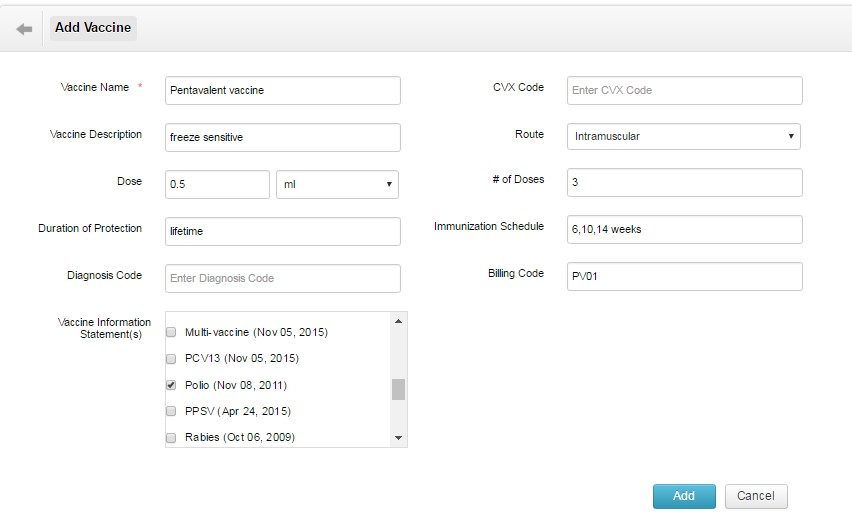 Add Vaccine
Vaccine Name * Pentavalent vaccine
CVX Code Enter CVX Code
Vaccine Description freeze sensitive
Route Intramuscular
Dose 0.5 ml
# of Doses 3
Duration of Protection lifetime
Immunization Schedule 6,10,14 weeks
Diagnosis Code Enter Diagnosis Code
Billing Code PV01
Vaccine Information
Statement(s)
Multi-vaccine (Nov 05, 2015)
PCV13 (Nov 05, 2015)
Polio (Nov 08, 2011)
PPSV (Apr 24, 2015)
Rabies (Oct 06, 2009)
Add Cancel